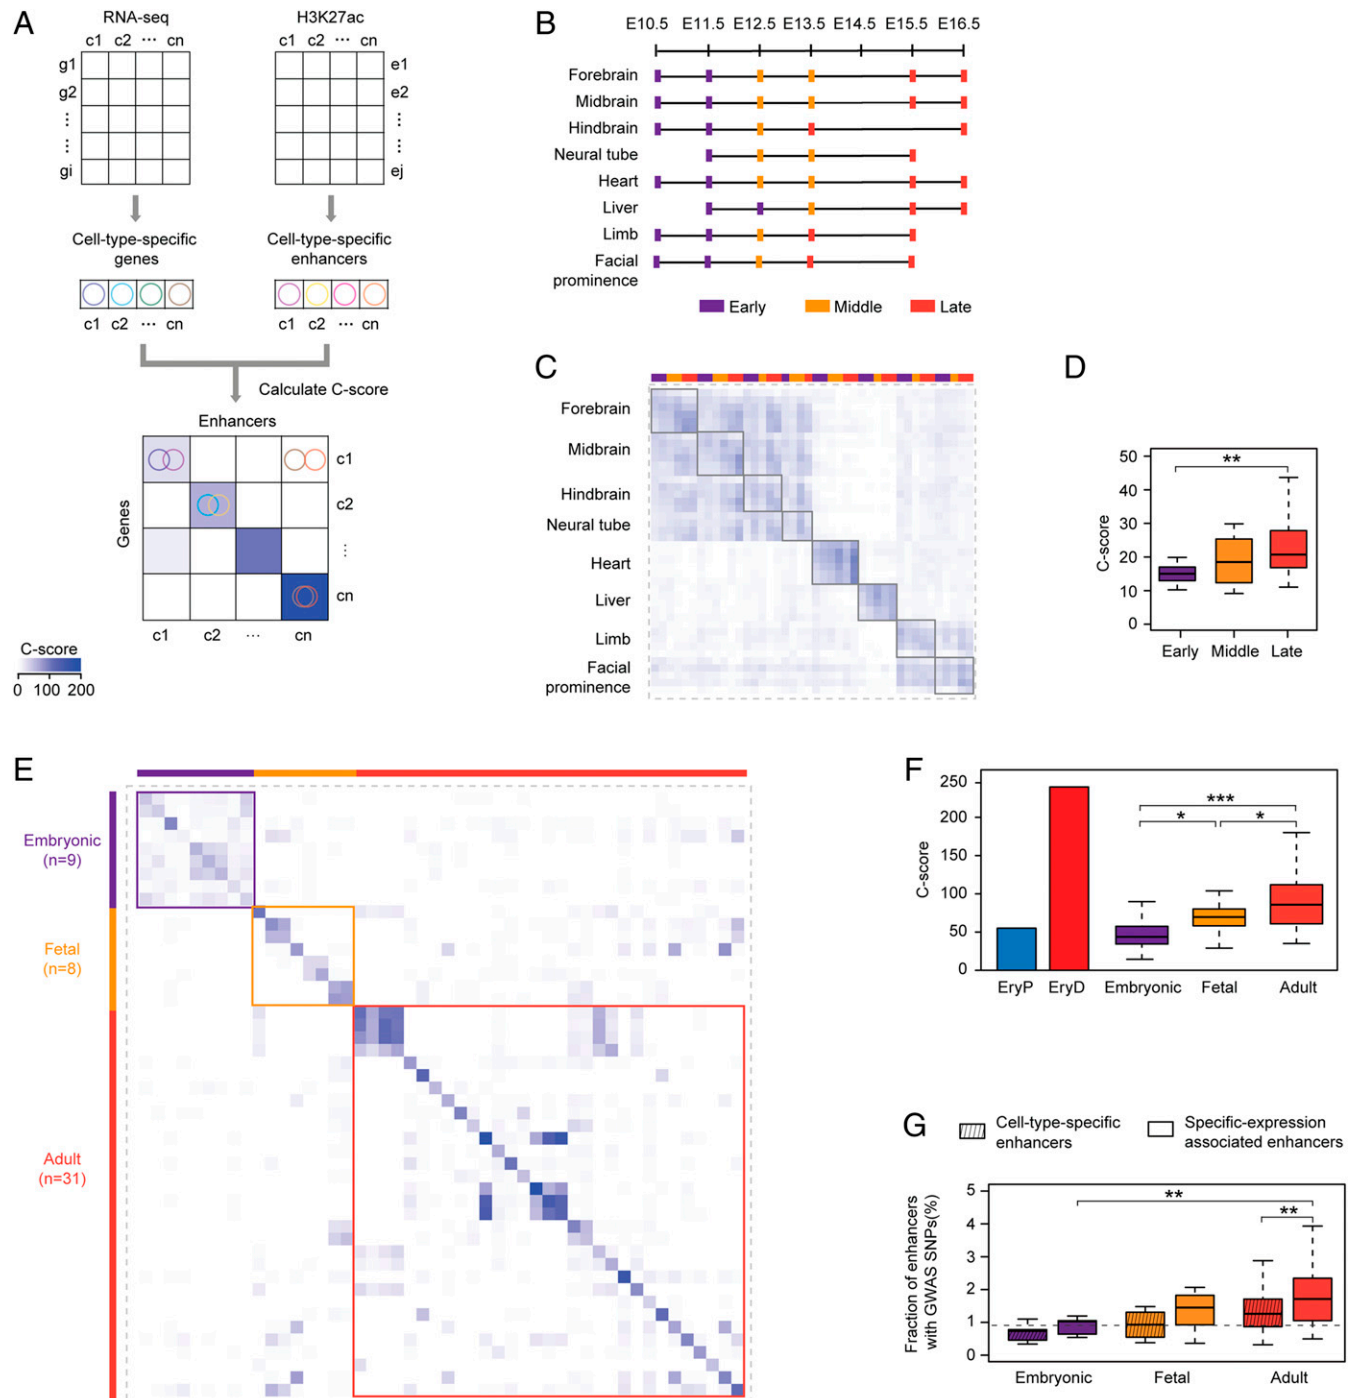 A
RNA-seq
H3K27ac
c1 c2 ··· cn
c1 c2 ··· cn
g1
g2
⋮
⋮
gi
e1
e2
⋮
⋮
ej
Cell-type-specific
genes
Cell-type-specific
enhancers
c1 c2 ··· cn
c1 c2 ··· cn
Calculate C-score
Enhancers
Genes
c1
c2
⋮
cn
c1 c2 ··· cn
C-score
0 100 200
B
E10.5 E11.5 E12.5 E13.5 E14.5 E15.5 E16.5
Forebrain
Midbrain
Hindbrain
Neural tube
Heart
Liver
Limb
Facial
prominence
Early Middle Late
C
Forebrain
Midbrain
Hindbrain
Neural tube
Heart
Liver
Limb
Facial
prominence
D
C-score
50
40
30
20
10
0
**
Early Middle Late
E
Embryonic
(n=9)
Fetal
(n=8)
Adult
(n=31)
F
C-score
250
200
150
100
50
0
***
* *
EryP EryD Embryonic Fetal Adult
G
Cell-type-specific
enhancers
Specific-expression
associated enhancers
Fraction of enhancers
with GWAS SNPs(%)
5
4
3
2
1
0
**
**
Embryonic Fetal Adult